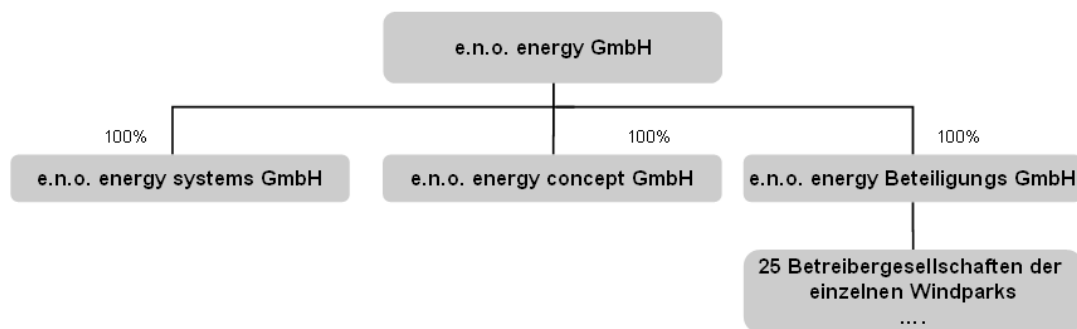 e.n.o. energy GmbH
100%
100%
100%
e.n.o. energy systems GmbH
e.n.o. energy concept GmbH
e.n.o. energy Beteiligungs GmbH
25 Betreibergesellschaften der
einzelnen Windparks
....